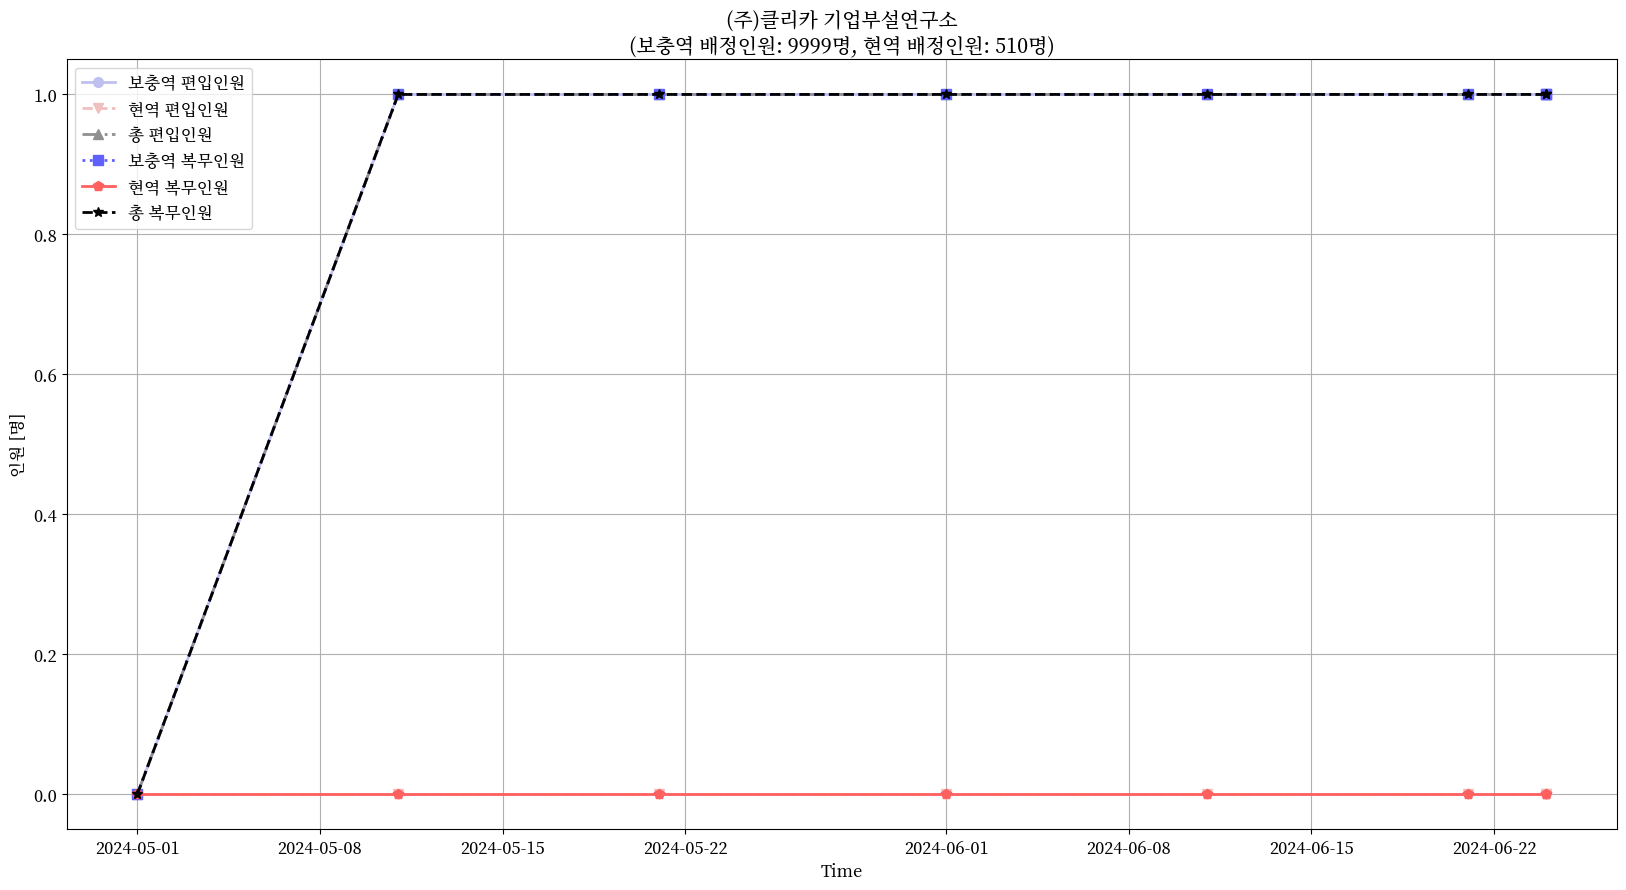 (주)클리카 기업부설연구소
(보충역 배정인원: 9999명, 현역 배정인원: 510명)
보충역 편입인원
현역 편입인원
총 편입인원
보충역 복무인원
현역 복무인원
총 복무인원
1.0
0.8
0.6
0.4
0.2
0.0
인원 [명]
2024-05-01
2024-05-08
2024-05-15
2024-05-22
2024-06-01
2024-06-08
2024-06-15
2024-06-22
Time